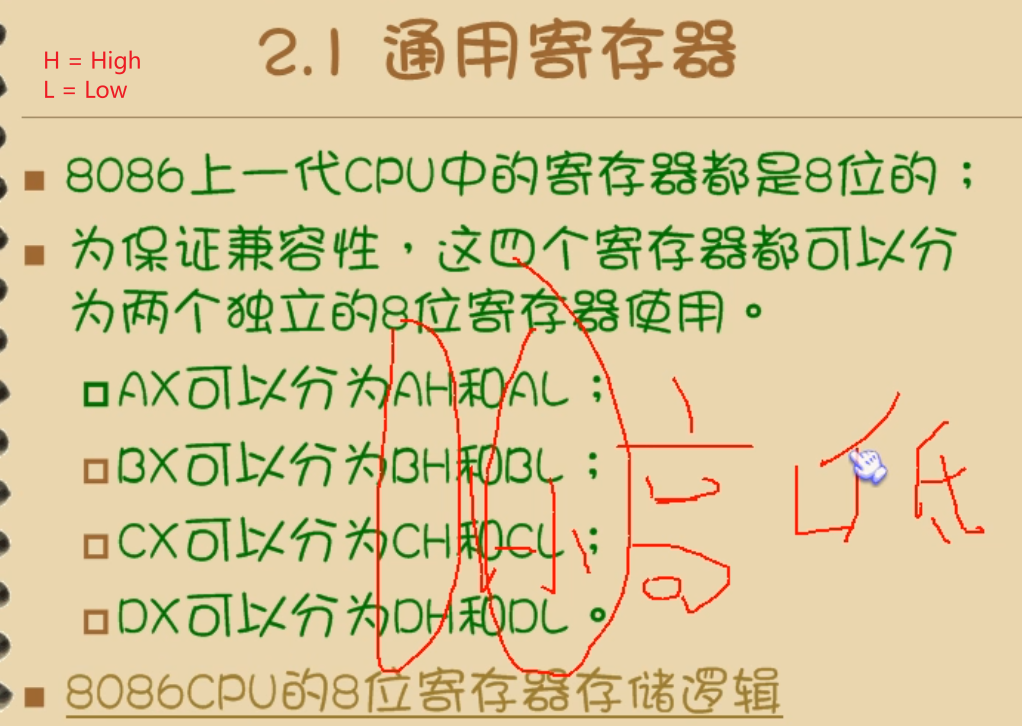 H = High
L = Low
2.1 通用寄存器
8086上一代CPU中的寄存器都是8位的；
为保证兼容性，这四个寄存器都可以分
为两个独立的8位寄存器使用。
AX可以分为AH和AL；
BX可以分为BH和BL；
CX可以分为CH和CL；
DX可以分为DH和DL。
8086CPU的8位寄存器存储逻辑